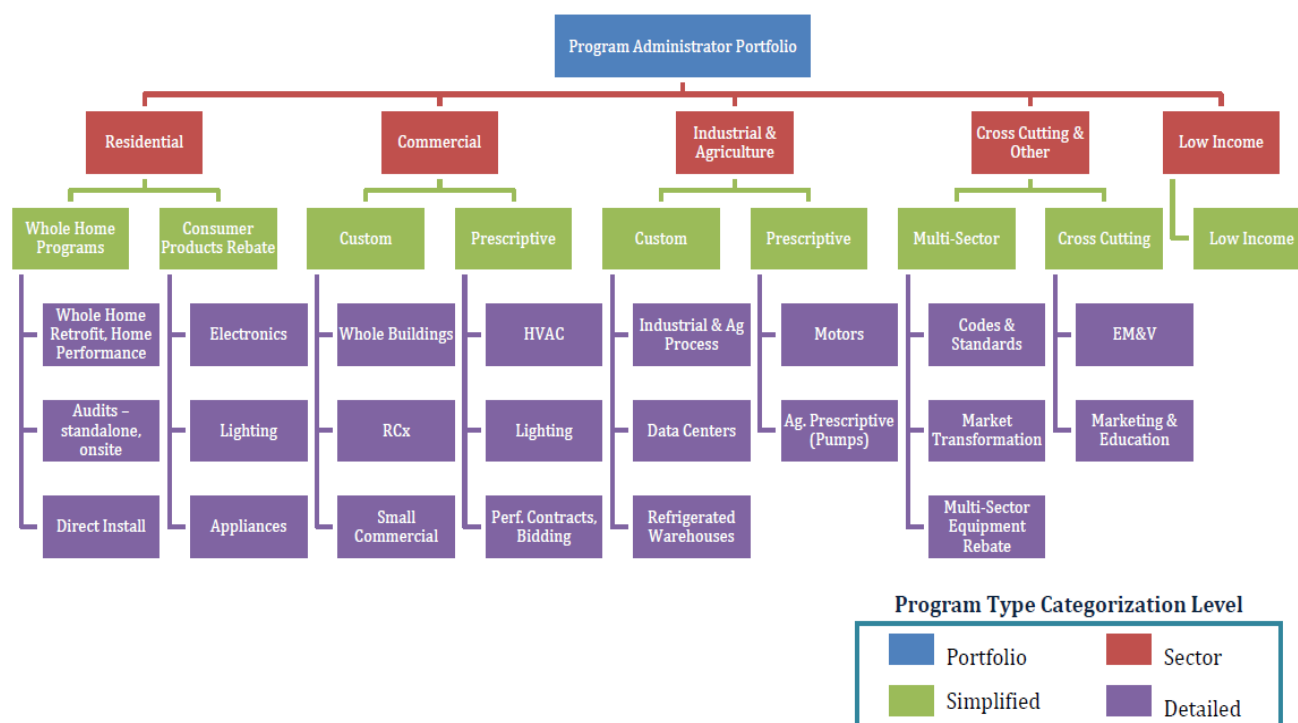 Program Administrator Portfolio
Residential
Commercial
Industrial &
Agriculture
Cross Cutting &
Other
Low Income
Whole Home
Programs
Consumer
Products Rebate
Custom
Prescriptive
Custom
Prescriptive
Multi-Sector
Cross Cutting
Low Income
Whole Home
Retrofit, Home
Performance
Electronics
Whole Buildings
HVAC
Industrial & Ag
Process
Motors
Codes &
Standards
EM&V
Audits –
standalone,
onsite
Lighting
RCx
Lighting
Data Centers
Ag. Prescriptive
(Pumps)
Market
Transformation
Marketing &
Education
Direct Install
Appliances
Small
Commercial
Perf. Contracts,
Bidding
Refrigerated
Warehouses
Multi-Sector
Equipment
Rebate
Program Type Categorization Level
Portfolio
Sector
Simplified
Detailed